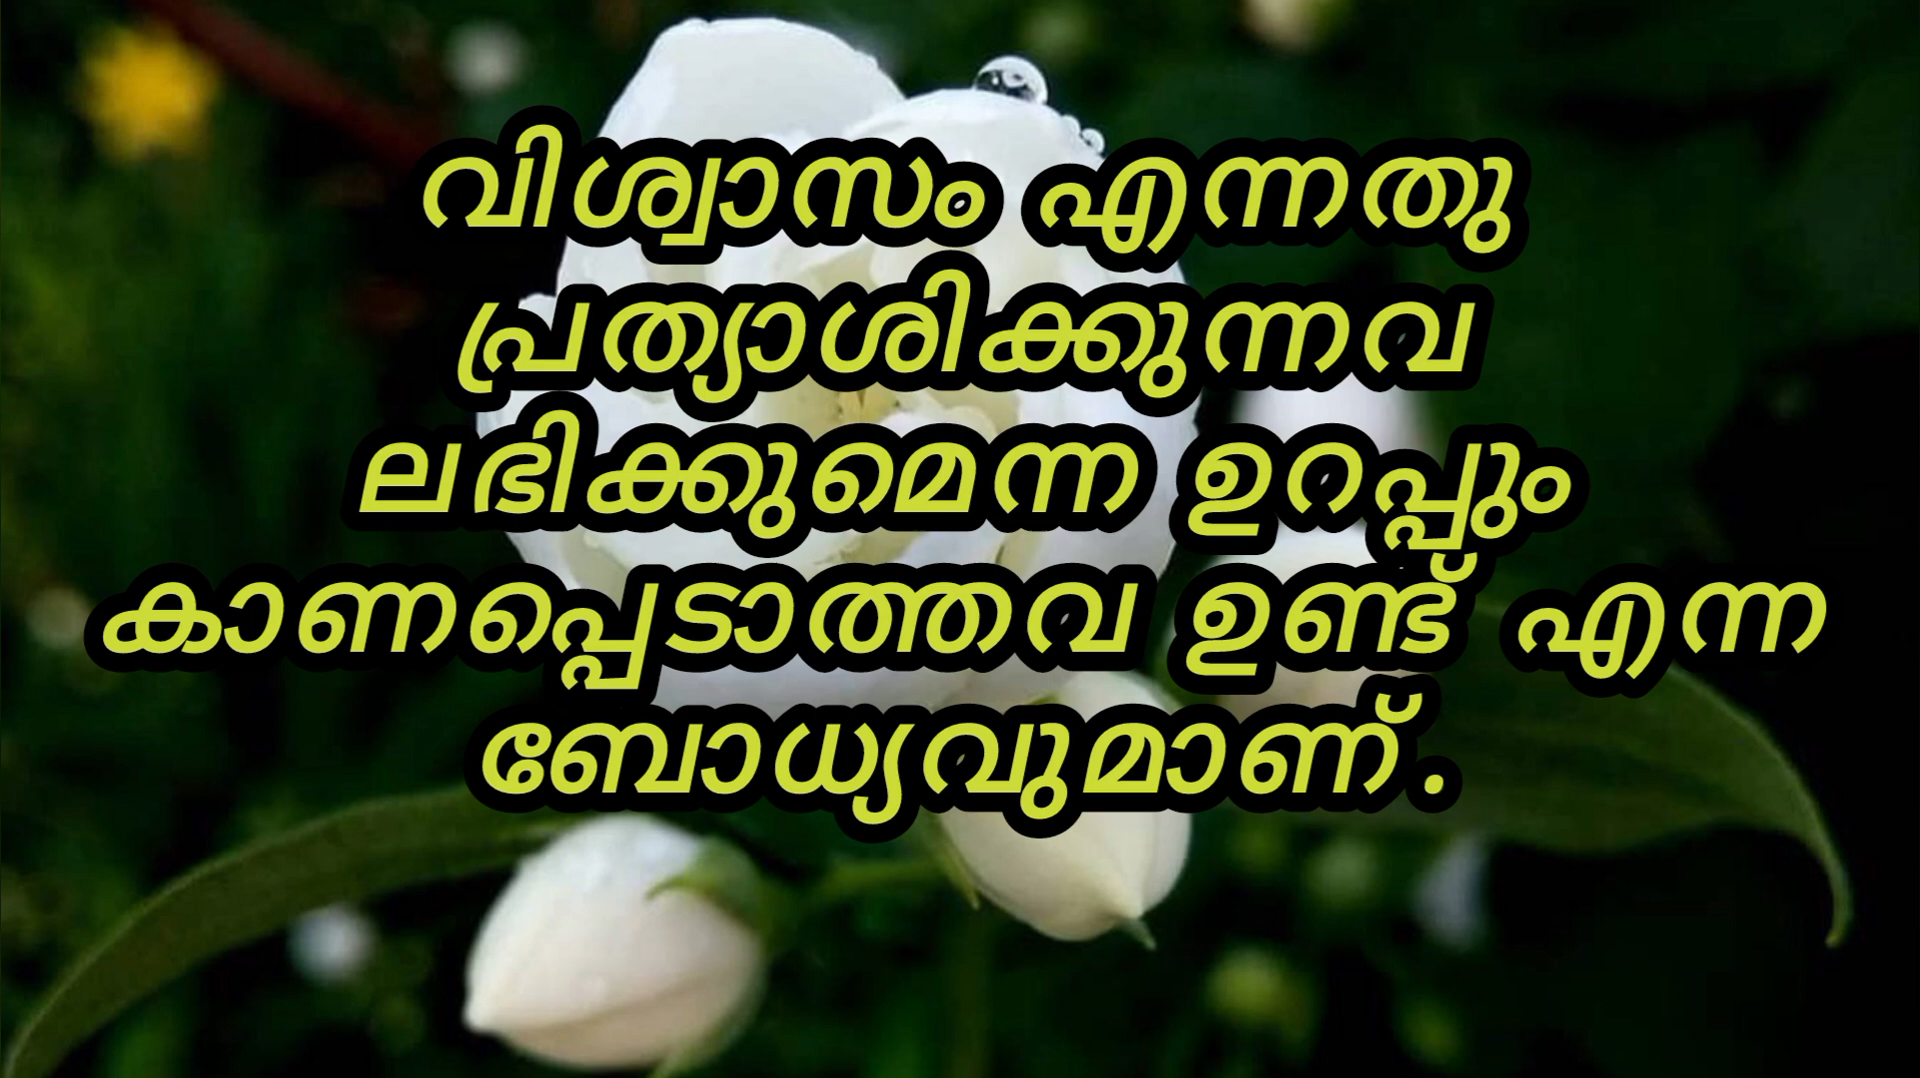 വിശ്വാസം എന്നതു
പ്രത്യാശിക്കുന്നവ
ലഭിക്കുമെന്ന ഉറപ്പും
കാണപ്പെടാത്തവ ഉണ്ട് എന്ന
ബോധ്യവുമാണ്.